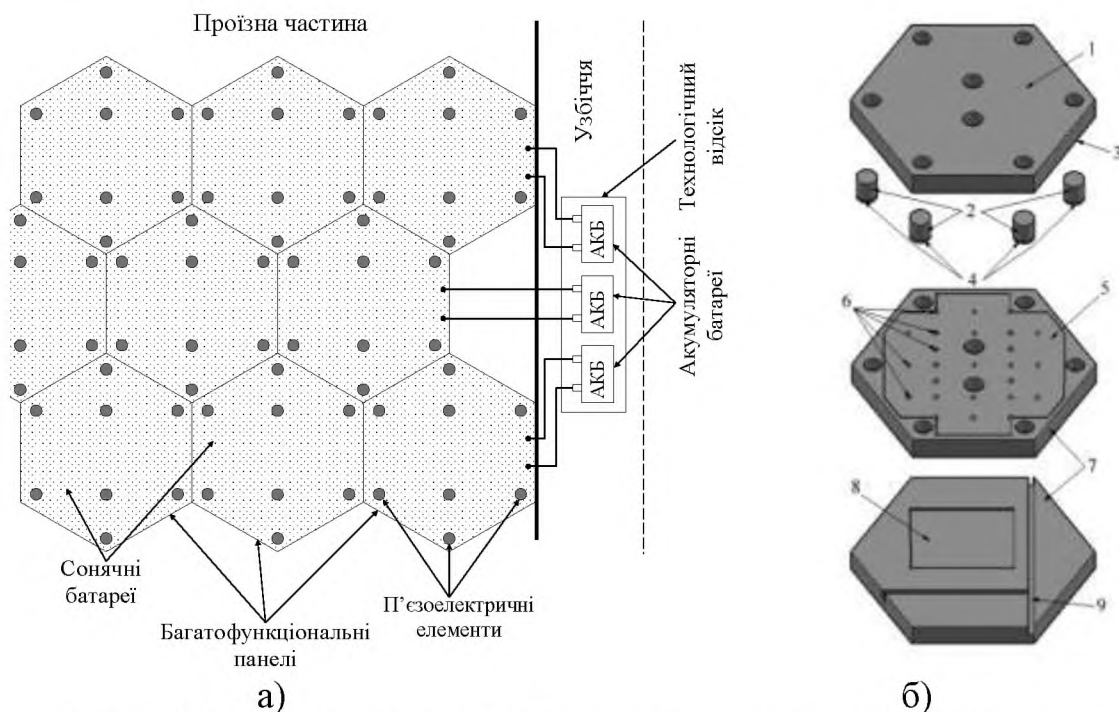 Проїзна частина
Узбіччя
Технологічний
відсік
АКБ
АКБ
АКБ
Акумуляторні
батареї
Сонячні
батареї
Багатофункціональні
панелі
П’єзоелектричні
елементи
а)
1
3
2
4
6
5
7
8
9
б)